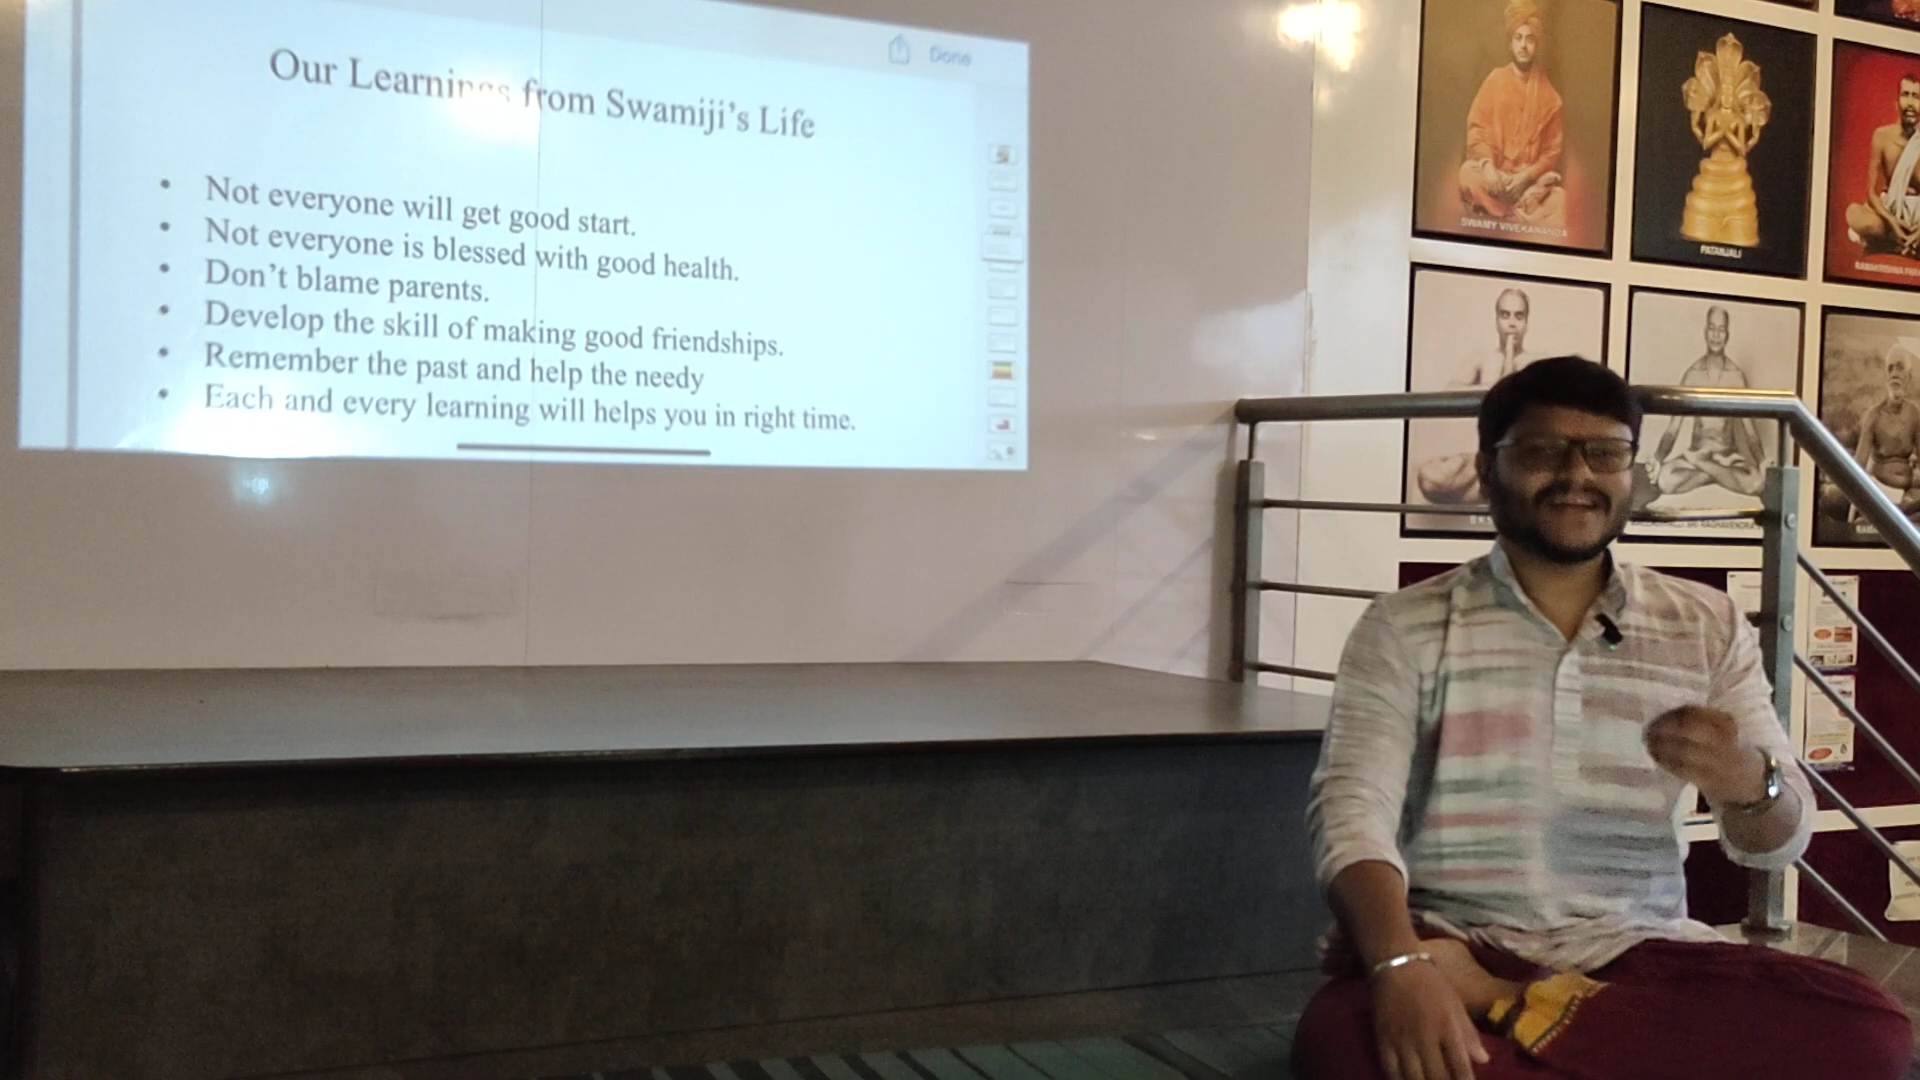 Done
Our Learnings from Swamiji's Life
• Not everyone will get good start.
• Not everyone is blessed with good health.
• Don't blame parents.
• Develop the skill of making good friendships.
• Remember the past and help the needy
• Each and every learning will helps you in right time.
SWAMY VIVEKANANDA
PATANJALI
RAMAKRISHNA